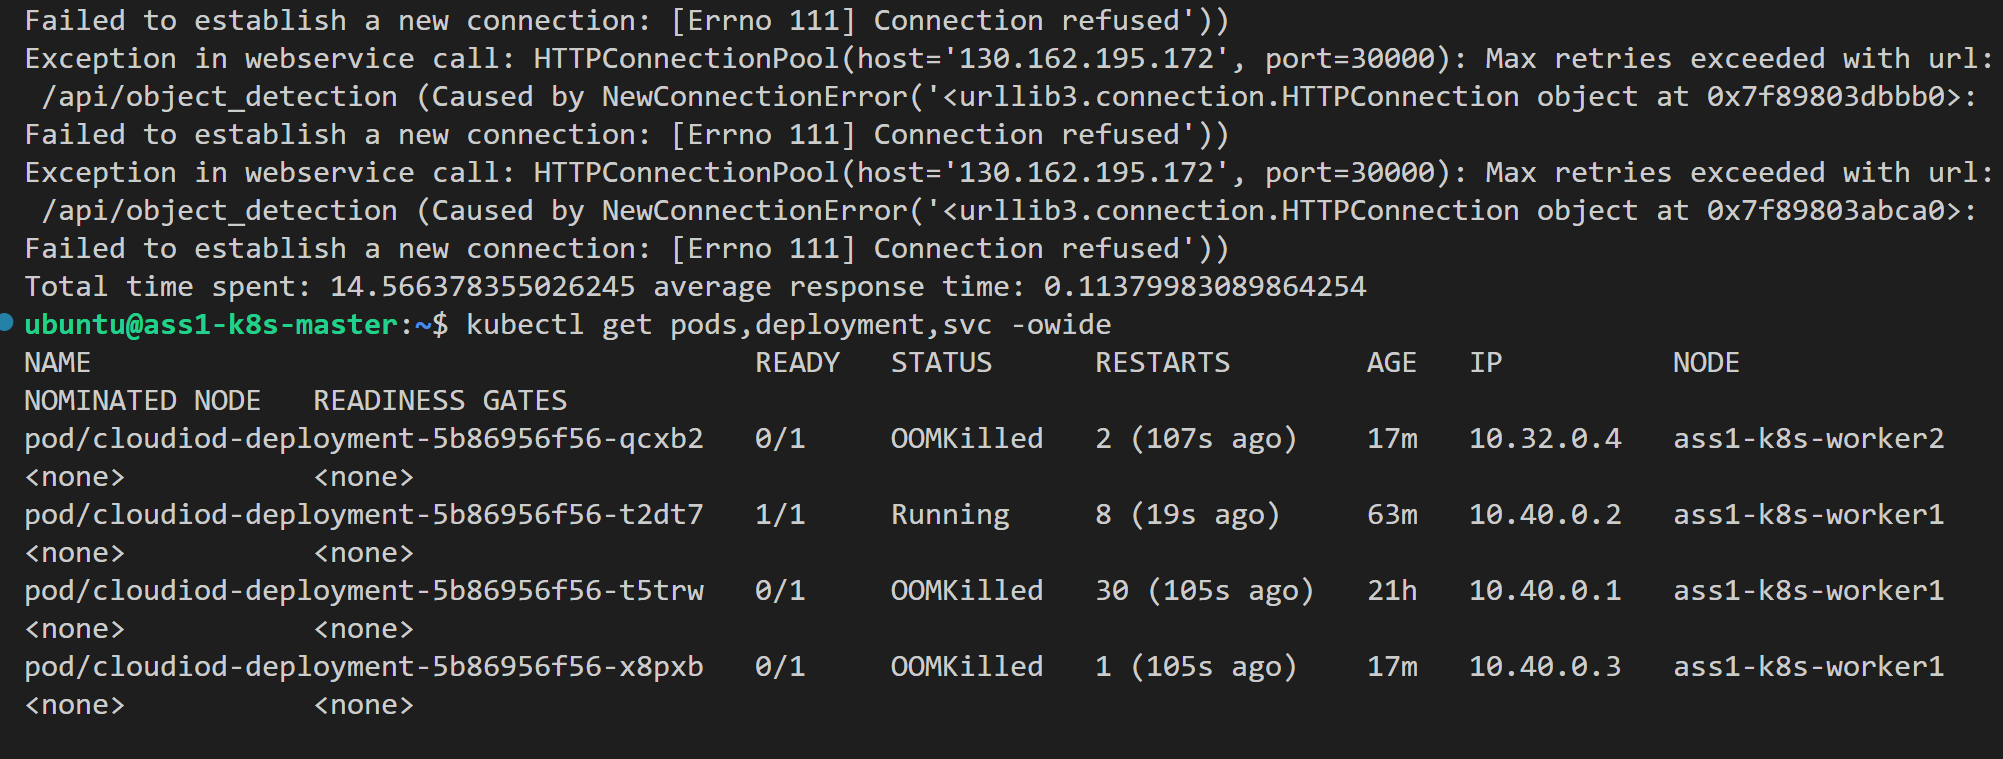 Failed to establish a new connection: [Errno 111] Connection refused'))
Exception in webservice call: HTTPConnectionPool(host='130.162.195.172', port=30000): Max retries exceeded with url:
 /api/object_detection (Caused by NewConnectionError('<urllib3.connection.HTTPConnection object at 0x7f89803dbbb0>:
Failed to establish a new connection: [Errno 111] Connection refused'))
Exception in webservice call: HTTPConnectionPool(host='130.162.195.172', port=30000): Max retries exceeded with url:
 /api/object_detection (Caused by NewConnectionError('<urllib3.connection.HTTPConnection object at 0x7f89803abca0>:
Failed to establish a new connection: [Errno 111] Connection refused'))
Total time spent: 14.566378355026245 average response time: 0.11379983089864254
ubuntu@ass1-k8s-master:~$ kubectl get pods,deployment,svc -owide
NAME                                       READY   STATUS      RESTARTS        AGE   IP          NODE
NOMINATED NODE   READINESS GATES
pod/cloudiod-deployment-5b86956f56-qcxb2   0/1     OOMKilled   2 (107s ago)    17m   10.32.0.4   ass1-k8s-worker2
<none>           <none>
pod/cloudiod-deployment-5b86956f56-t2dt7   1/1     Running     8 (19s ago)     63m   10.40.0.2   ass1-k8s-worker1
<none>           <none>
pod/cloudiod-deployment-5b86956f56-t5trw   0/1     OOMKilled   30 (105s ago)   21h   10.40.0.1   ass1-k8s-worker1
<none>           <none>
pod/cloudiod-deployment-5b86956f56-x8pxb   0/1     OOMKilled   1 (105s ago)    17m   10.40.0.3   ass1-k8s-worker1
<none>           <none>